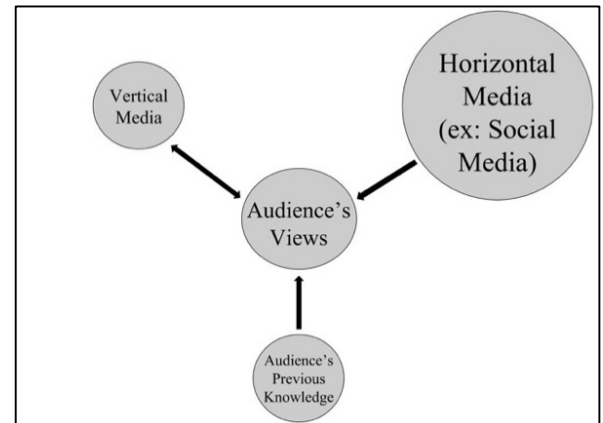 Horizontal
Media
(ex: Social
Media)
Vertical
Media
Audience’s
Views
Audience’s
Previous
Knowledge